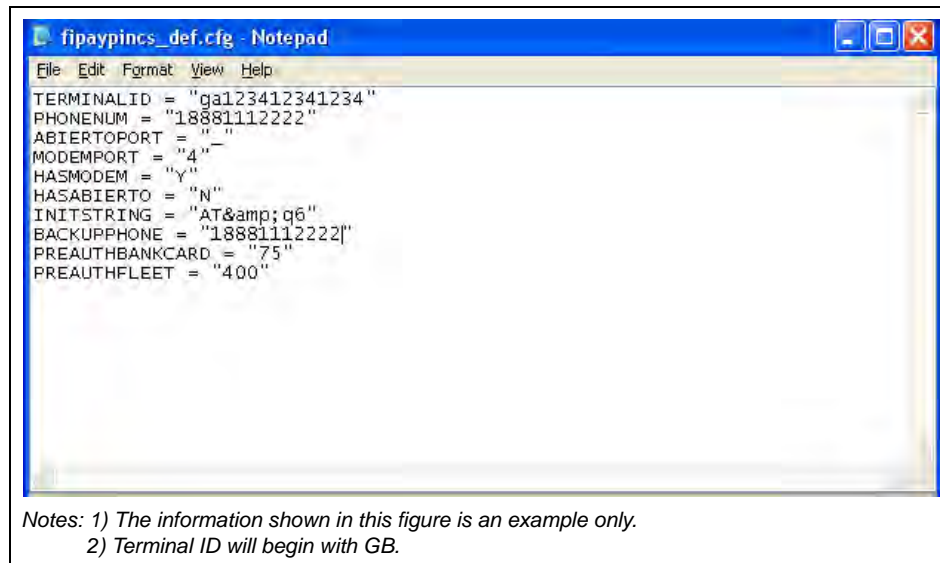 fipaypincs_def.cfg - Notepad
File Edit Format View Help
TERMINALID = "ga123412341234"
PHONENUM = "18881112222"
ABIERTOPORT = "_"
MODEMPORT = "4"
HASMODEM = "Y"
HASABIERTO = "N"
INITSTRING = "AT&amp;q6"
BACKUPPHONE = "18881112222"
PREAUTHBANKCARD = "75"
PREAUTHFLEET = "400"
Notes: 1) The information shown in this figure is an example only.
2) Terminal ID will begin with GB.